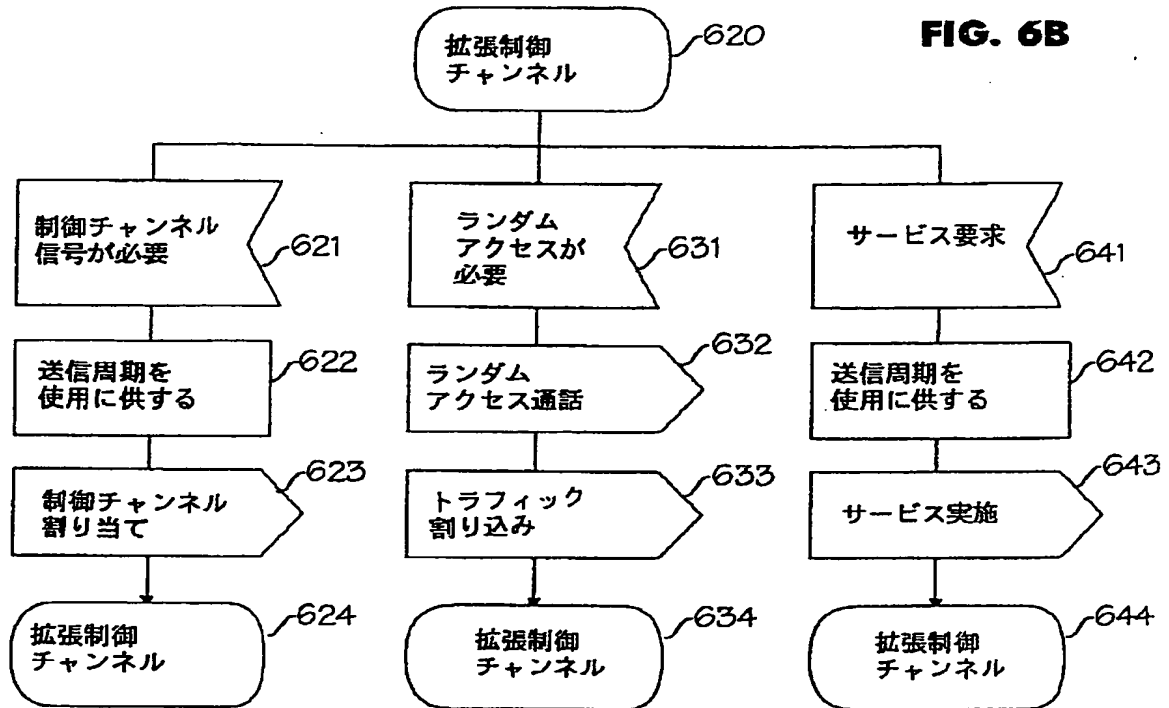 FIG. 6B
拡張制御
チャンネル
620
制御チャンネル
信号が必要
621
ランダム
アクセスが
必要
631
サービス要求
641
送信周期を
使用に供する
622
ランダム
アクセス通話
632
送信周期を
使用に供する
642
制御チャンネル
割り当て
623
トラフィック
割り込み
633
サービス実施
643
拡張制御
チャンネル
624
拡張制御
チャンネル
634
拡張制御
チャンネル
644